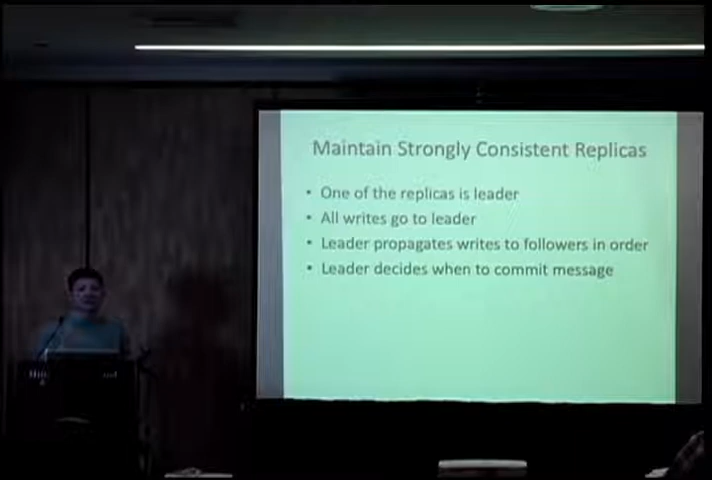 Maintain Strongly Consistent Replicas
• One of the replicas is leader
• All writes go to leader
• Leader propagates writes to followers in order
• Leader decides when to commit message